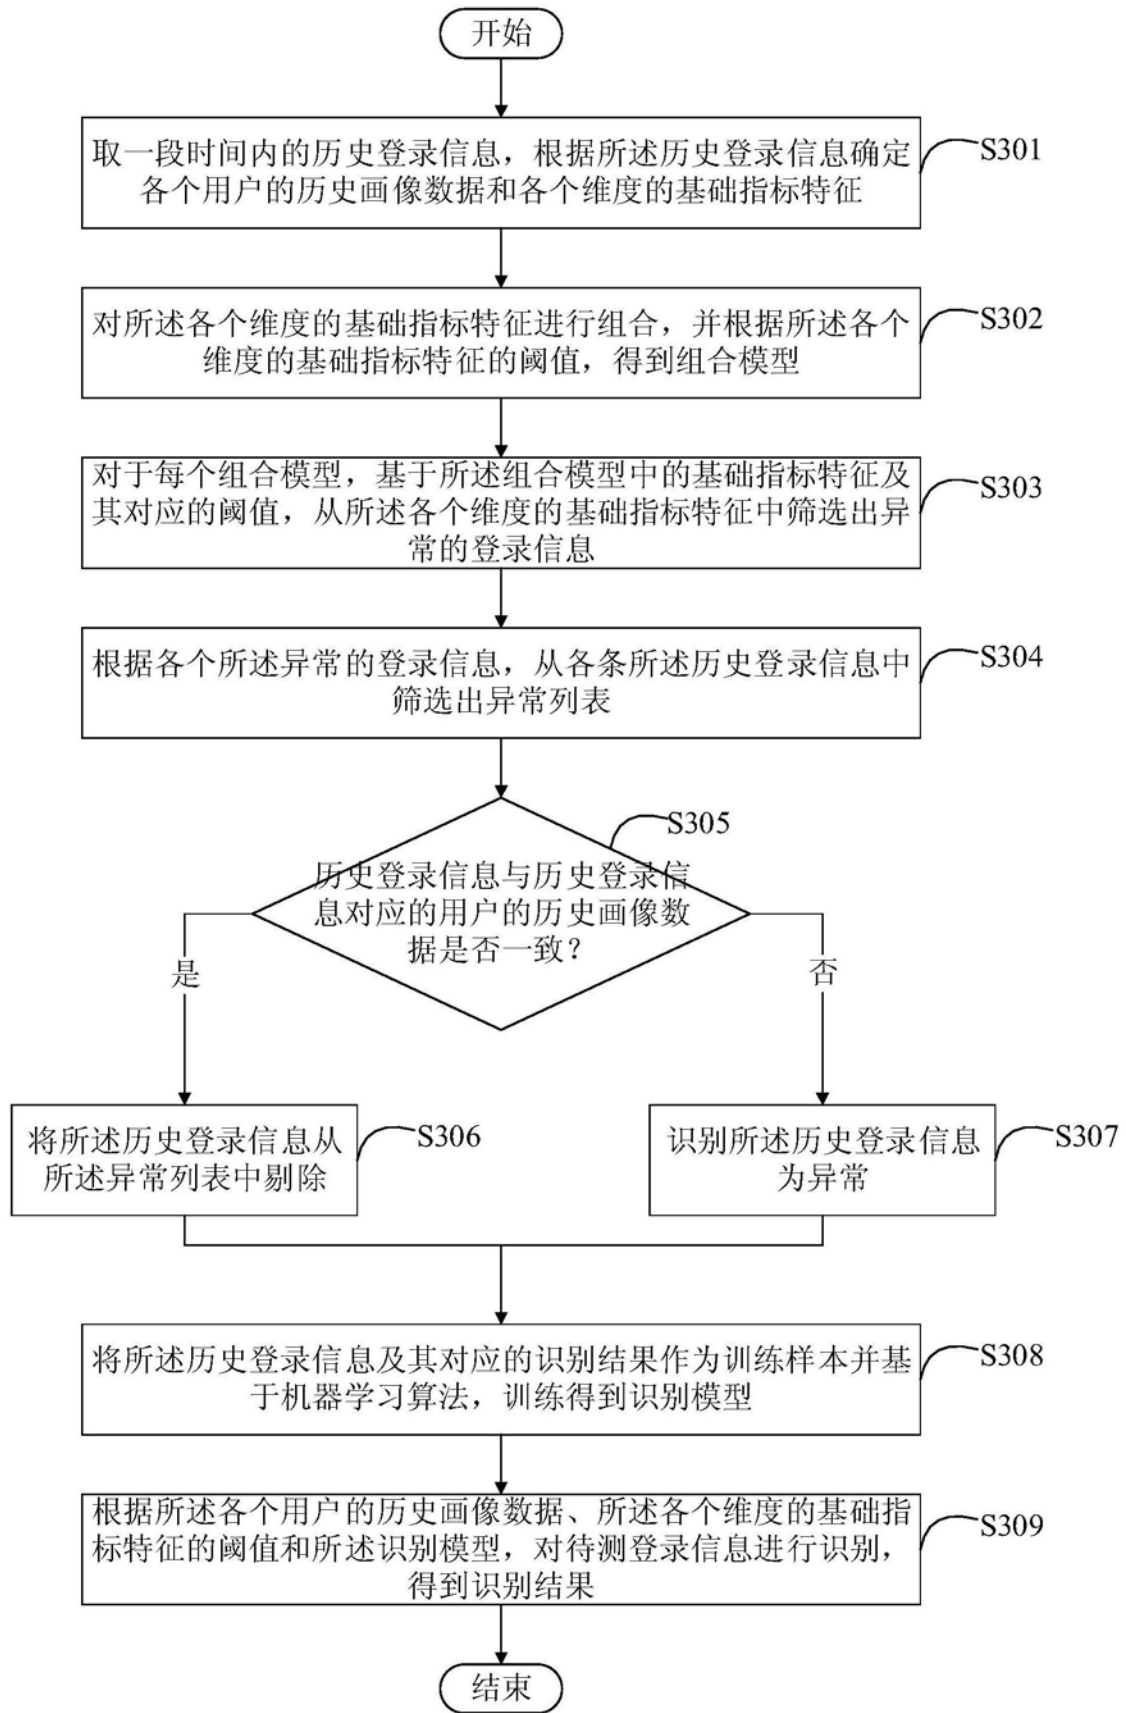 开始
取一段时间内的历史登录信息，根据所述历史登录信息确定
各个用户的历史画像数据和各个维度的基础指标特征
S301
对所述各个维度的基础指标特征进行组合，并根据所述各个
维度的基础指标特征的阈值，得到组合模型
S302
对于每个组合模型，基于所述组合模型中的基础指标特征及
其对应的阈值，从所述各个维度的基础指标特征中筛选出异
常的登录信息
S303
根据各个所述异常的登录信息，从各条所述历史登录信息中
筛选出异常列表
S304
S305
历史登录信息与历史登录信
息对应的用户的历史画像数
据是否一致？
是
否
将所述历史登录信息从
所述异常列表中剔除
S306
识别所述历史登录信息
为异常
S307
将所述历史登录信息及其对应的识别结果作为训练样本并基
于机器学习算法，训练得到识别模型
S308
根据所述各个用户的历史画像数据、所述各个维度的基础指
标特征的阈值和所述识别模型，对待测登录信息进行识别，
得到识别结果
S309
结束